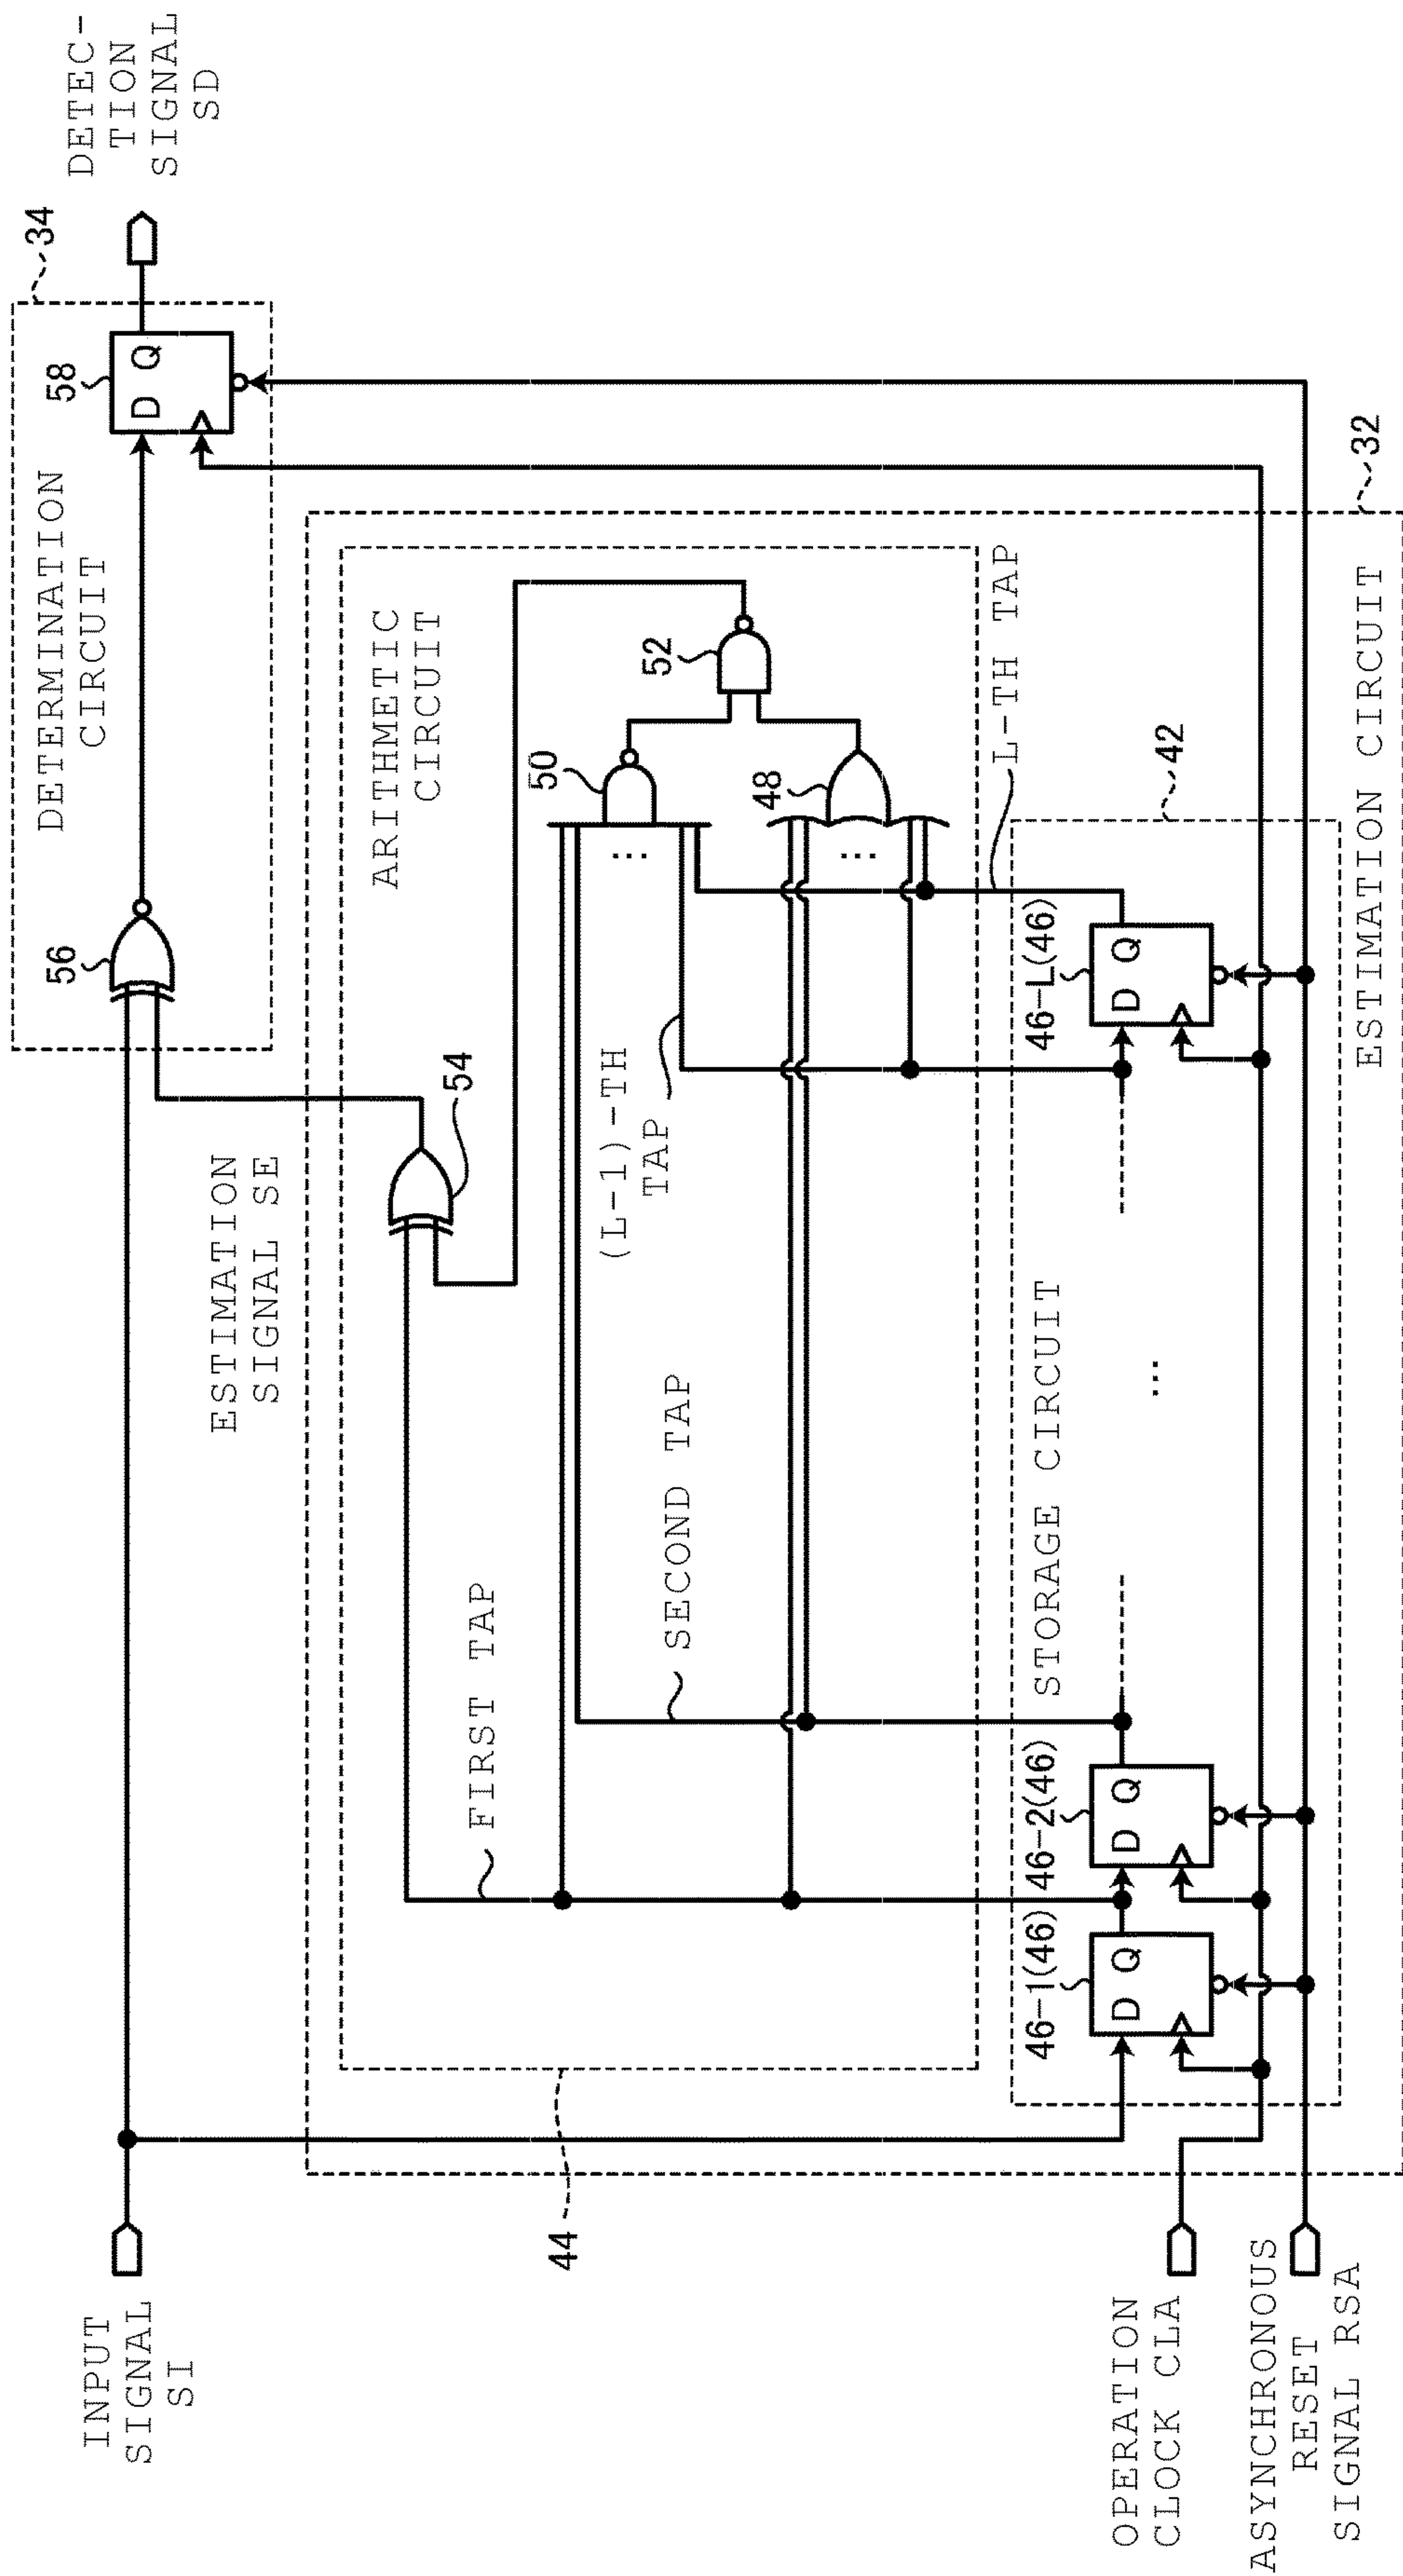 INPUT
SIGNAL
SI
OPERATION
CLOCK CLA
ASYNCHRONOUS
RESET
SIGNAL RSA
44
ESTIMATION
SIGNAL SE
DETERMINATION
CIRCUIT
34
56
58
D Q
DETEC-
TION
SIGNAL
SD
ARITHMETIC
CIRCUIT
FIRST TAP
SECOND TAP
(L-1)-TH
TAP
L-TH TAP
54
50
52
48
...
...
STORAGE CIRCUIT
42
46-1(46)
D Q
46-2(46)
D Q
...
46-L(46)
D Q
ESTIMATION CIRCUIT
32